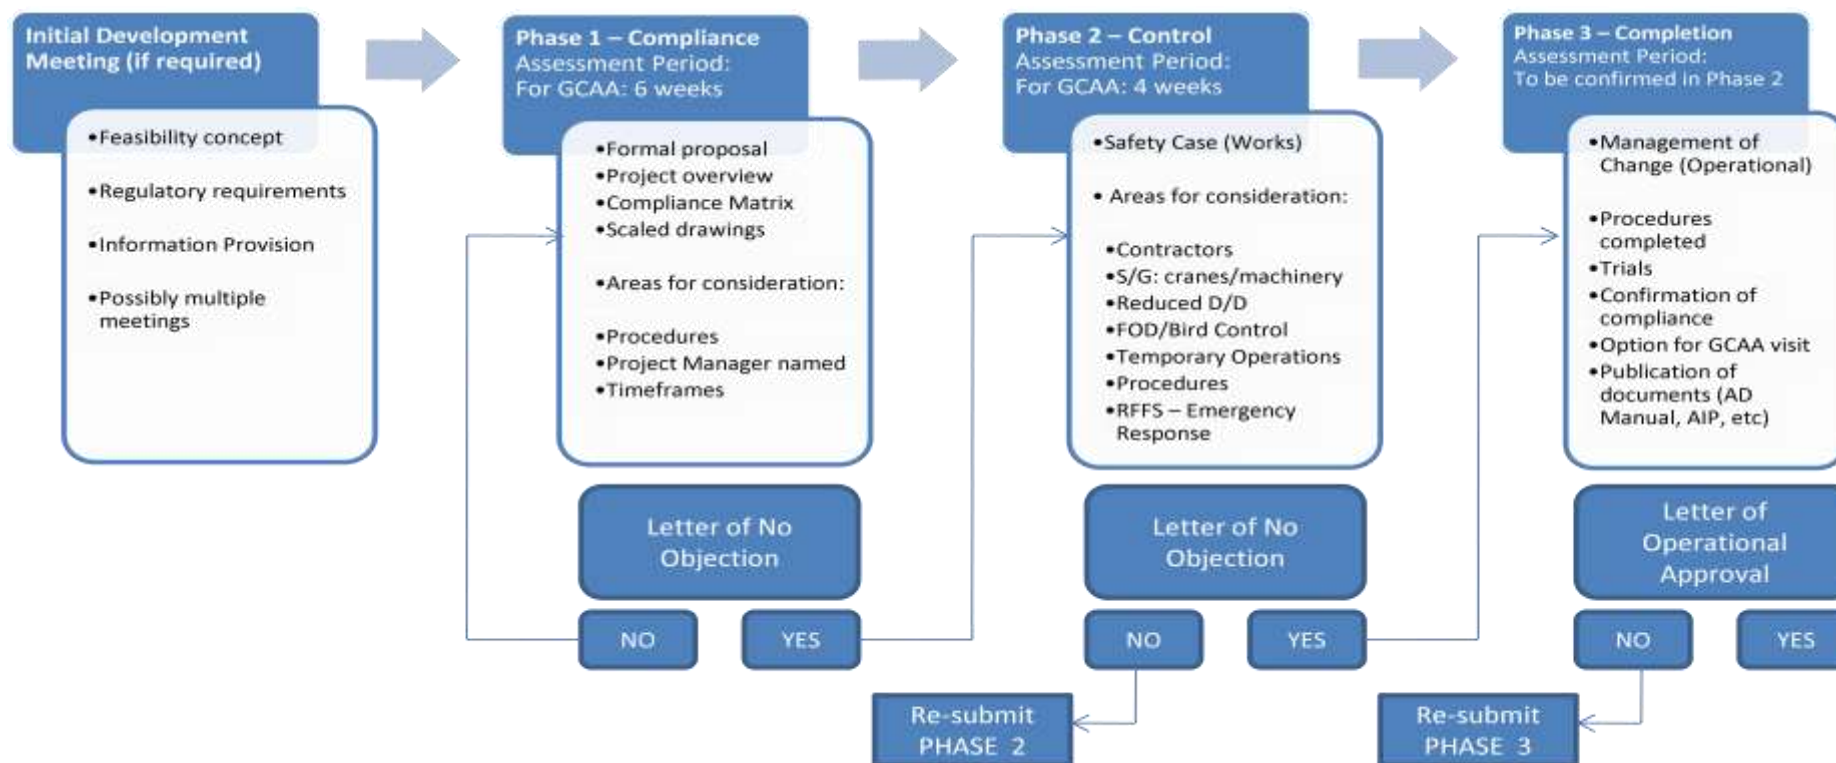 Initial Development
Meeting (if required)
•Feasibility concept
•Regulatory requirements
•Information Provision
•Possibly multiple
meetings
Phase 1 – Compliance
Assessment Period:
For GCAA: 6 weeks
•Formal proposal
•Project overview
•Compliance Matrix
•Scaled drawings
•Areas for consideration:
•Procedures
•Project Manager named
•Timeframes
Letter of No
Objection
NO
YES
Phase 2 – Control
Assessment Period:
For GCAA: 4 weeks
•Safety Case (Works)
• Areas for consideration:
•Contractors
•S/G: cranes/machinery
•Reduced D/D
•FOD/Bird Control
•Temporary Operations
•Procedures
•RFFS – Emergency
Response
Letter of No
Objection
NO
YES
Re-submit
PHASE 2
Phase 3 – Completion
Assessment Period:
To be confirmed in Phase 2
•Management of
Change (Operational)
•Procedures
completed
•Trials
•Confirmation of
compliance
•Option for GCAA visit
•Publication of
documents (AD
Manual, AIP, etc)
Letter of
Operational
Approval
NO
YES
Re-submit
PHASE 3